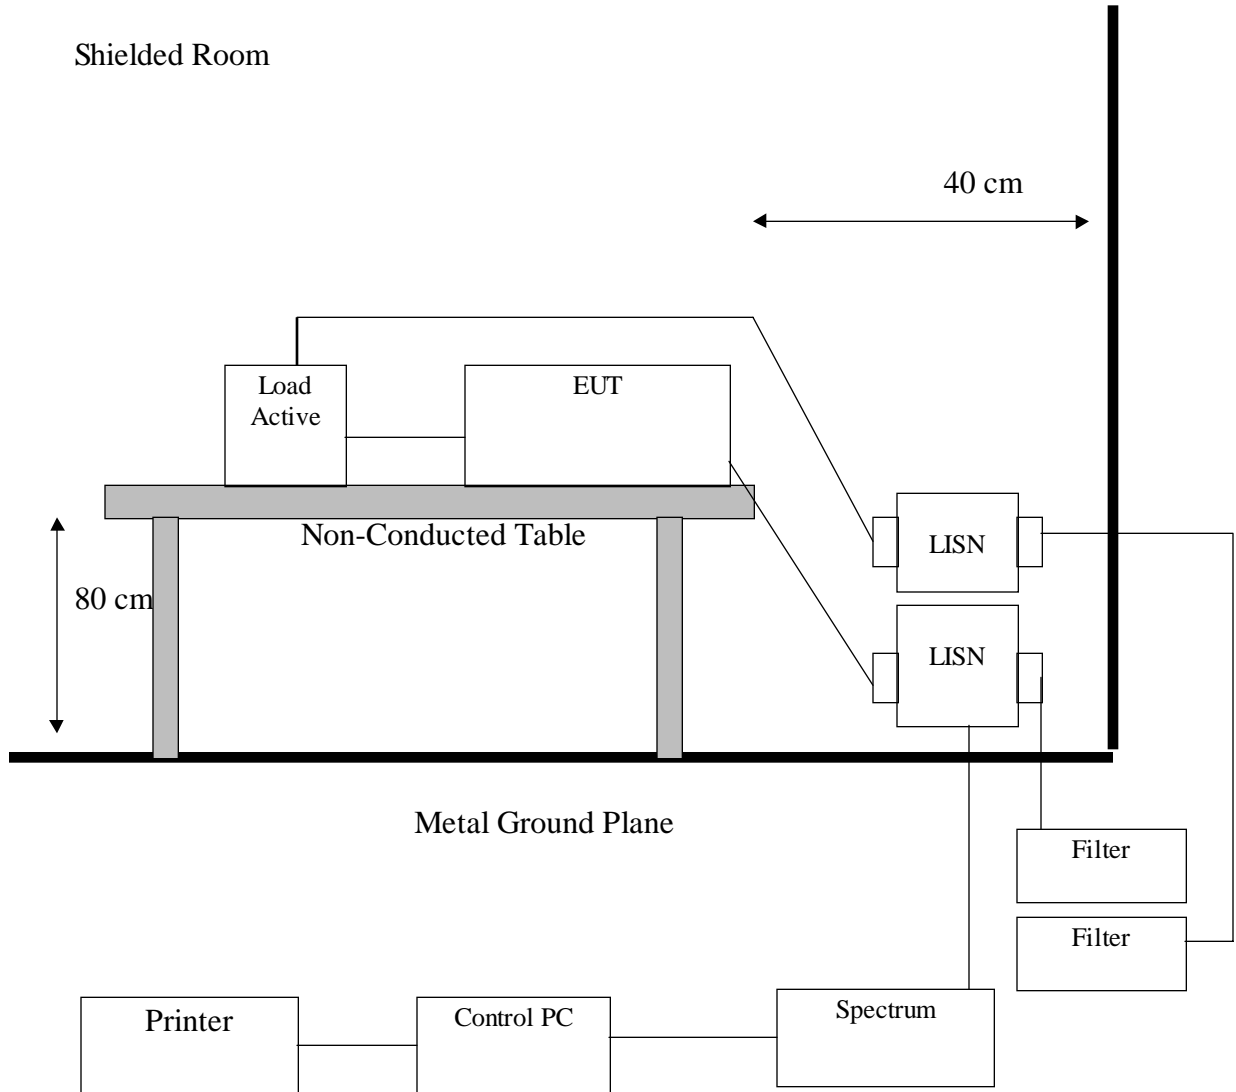 Shielded Room
40 cm
Load
Active
EUT
Non-Conducted Table
LISN
80 cm
LISN
Metal Ground Plane
Filter
Filter
Printer
Control PC
Spectrum